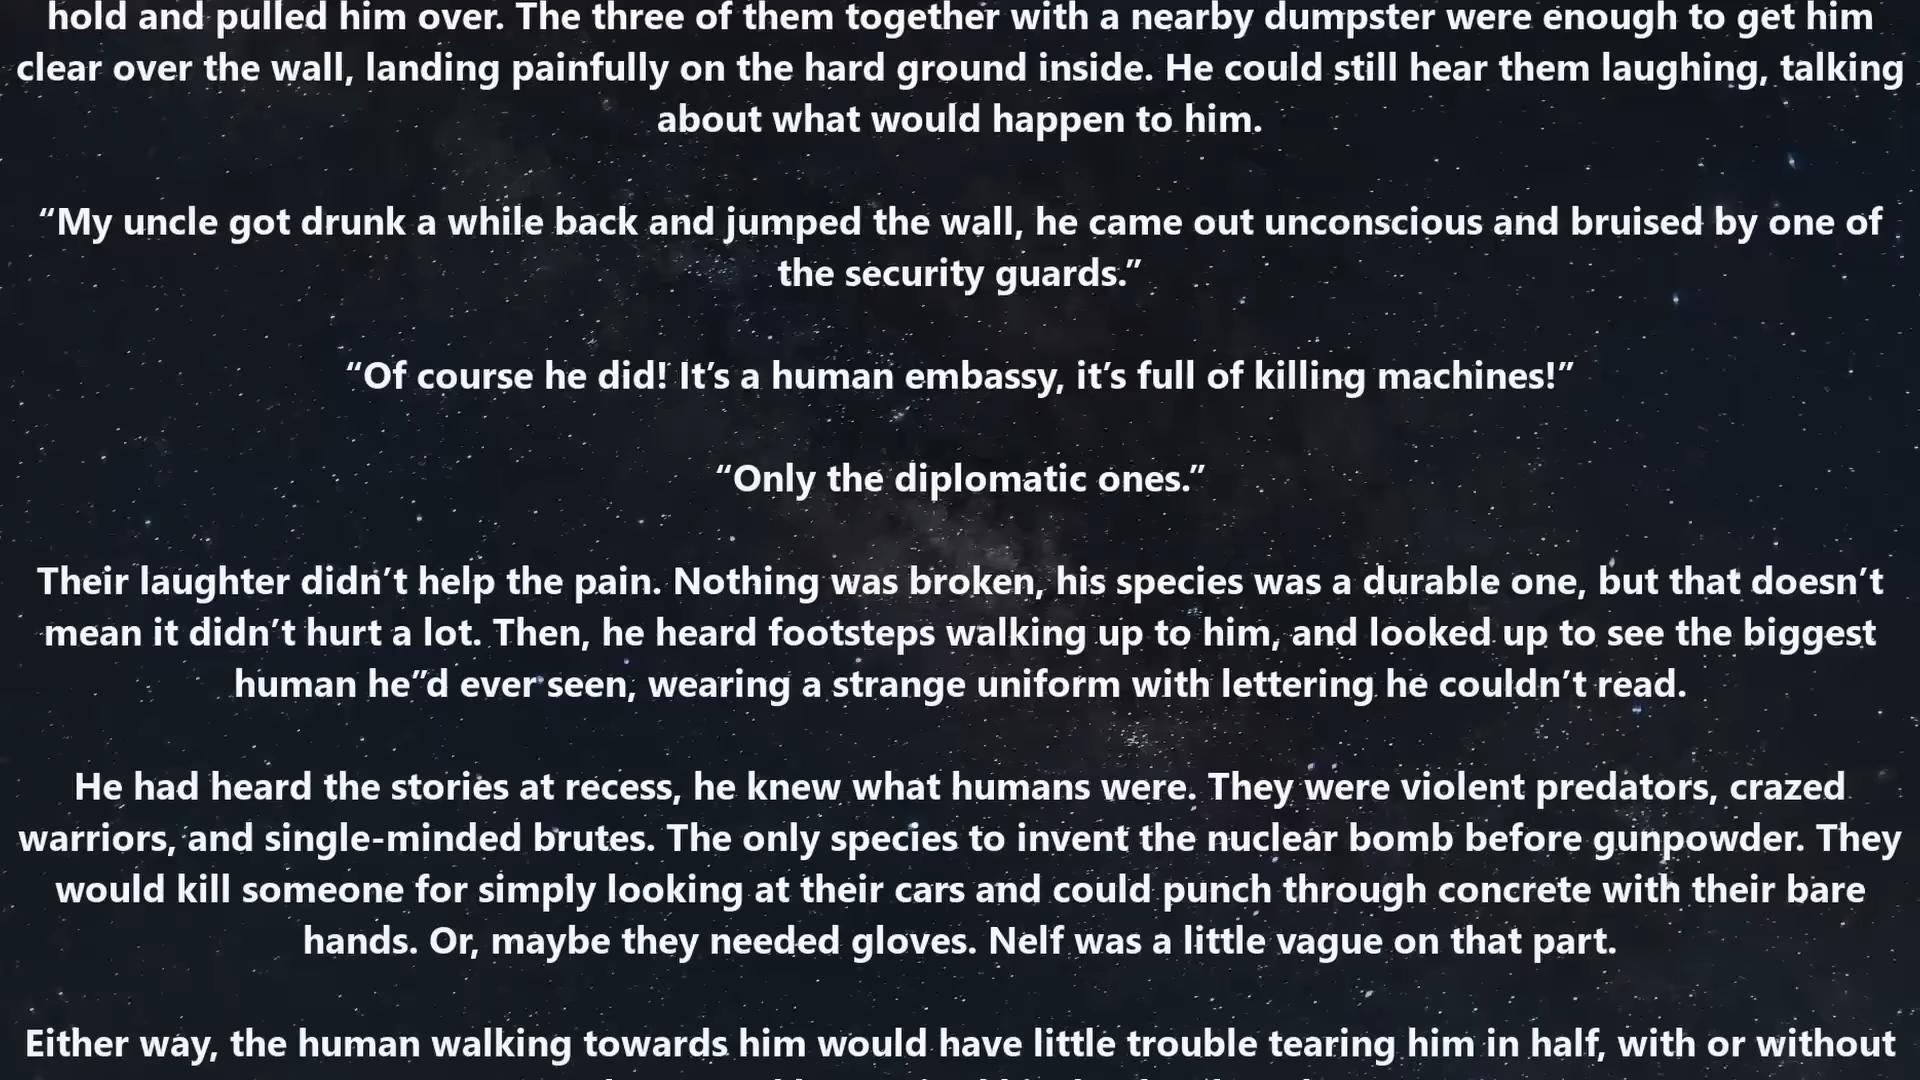 hold and pulled him over. The three of them together with a nearby dumpster were enough to get him
clear over the wall, landing painfully on the hard ground inside. He could still hear them laughing, talking
about what would happen to him.
“My uncle got drunk a while back and jumped the wall, he came out unconscious and bruised by one of
the security guards.”
“Of course he did! It’s a human embassy, it’s full of killing machines!”
“Only the diplomatic ones.”
Their laughter didn’t help the pain. Nothing was broken, his species was a durable one, but that doesn’t
mean it didn’t hurt a lot. Then, he heard footsteps walking up to him, and looked up to see the biggest
human he”d ever seen, wearing a strange uniform with lettering he couldn’t read.
He had heard the stories at recess, he knew what humans were. They were violent predators, crazed
warriors, and single-minded brutes. The only species to invent the nuclear bomb before gunpowder. They
would kill someone for simply looking at their cars and could punch through concrete with their bare
hands. Or, maybe they needed gloves. Nelf was a little vague on that part.
Either way, the human walking towards him would have little trouble tearing him in half, with or without